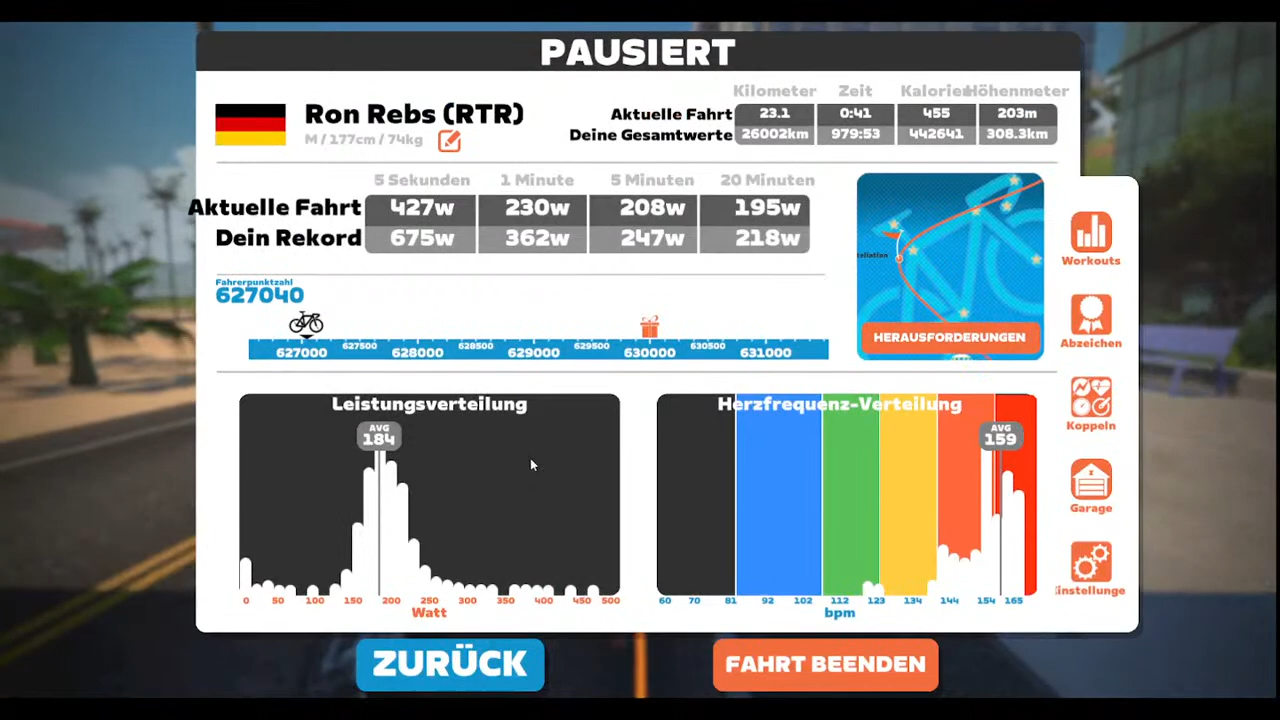 PAUSIERT
Ron Rebs (RTR)
M / 177cm / 74kg
Kilometer Zeit Kalorien Höhenmeter
Aktuelle Fahrt 23.1 0:41 455 203m
Deine Gesamtwerte 26002km 979:53 442641 308.3km
5 Sekunden 1 Minute 5 Minuten 20 Minuten
Aktuelle Fahrt 427w 230w 208w 195w
Dein Rekord 675w 362w 247w 218w
Fahrerpunktzahl
627040
627000 627500 628000 628500 629000 629500 630000 630500 631000
HERAUSFORDERUNGEN
Workouts
Abzeichen
Koppeln
Garage
Einstellunge
Leistungsverteilung
AVG
184
0 50 100 150 200 250 300 350 400 450 500
Watt
Herzfrequenz-Verteilung
AVG
159
60 70 81 92 102 112 123 134 144 154 165
bpm
ZURÜCK
FAHRT BEENDEN